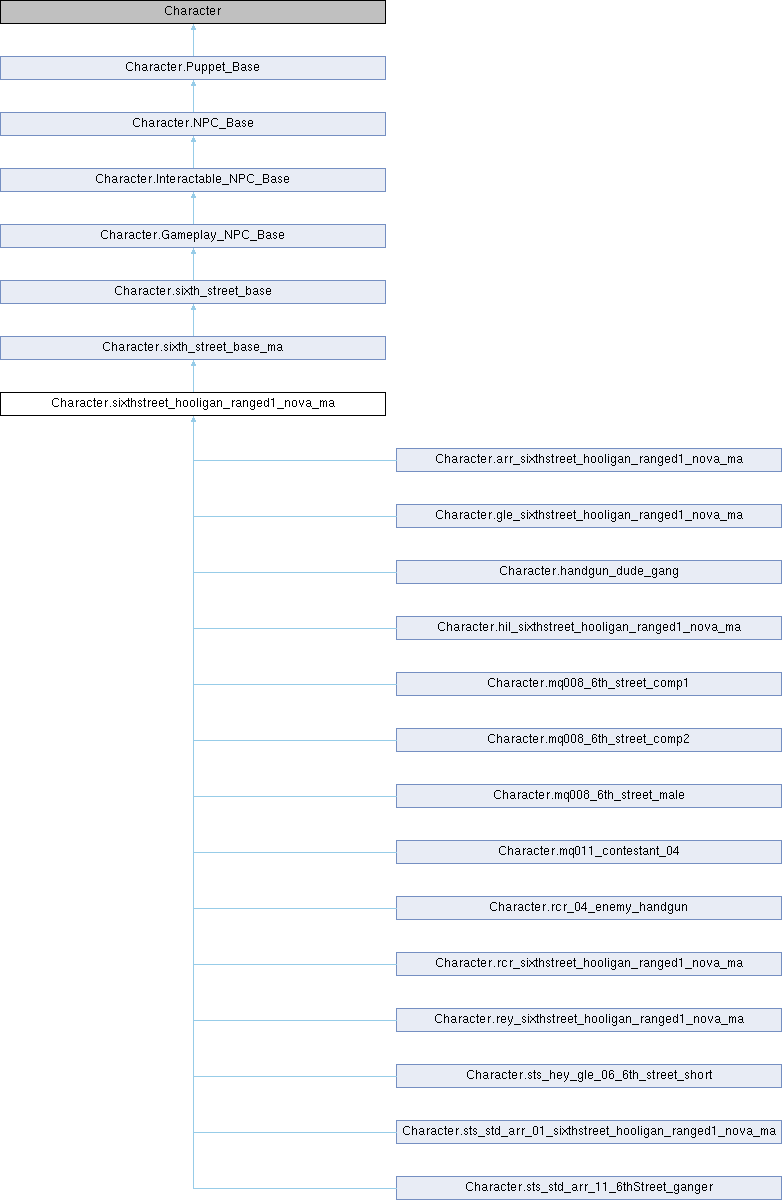 Character
Character.Puppet_Base
Character.NPC_Base
Character.Interactable_NPC_Base
Character.Gameplay_NPC_Base
Character.sixth_street_base
Character.sixth_street_base_ma
Character.sixthstreet_hooligan_ranged1_nova_ma
Character.arr_sixthstreet_hooligan_ranged1_nova_ma
Character.gle_sixthstreet_hooligan_ranged1_nova_ma
Character.handgun_dude_gang
Character.hil_sixthstreet_hooligan_ranged1_nova_ma
Character.mq008_6th_street_comp1
Character.mq008_6th_street_comp2
Character.mq008_6th_street_male
Character.mq011_contestant_04
Character.rcr_04_enemy_handgun
Character.rcr_sixthstreet_hooligan_ranged1_nova_ma
Character.rey_sixthstreet_hooligan_ranged1_nova_ma
Character.sts_hey_gle_06_6th_street_short
Character.sts_std_arr_01_sixthstreet_hooligan_ranged1_nova_ma
Character.sts_std_arr_11_6thStreet_ganger